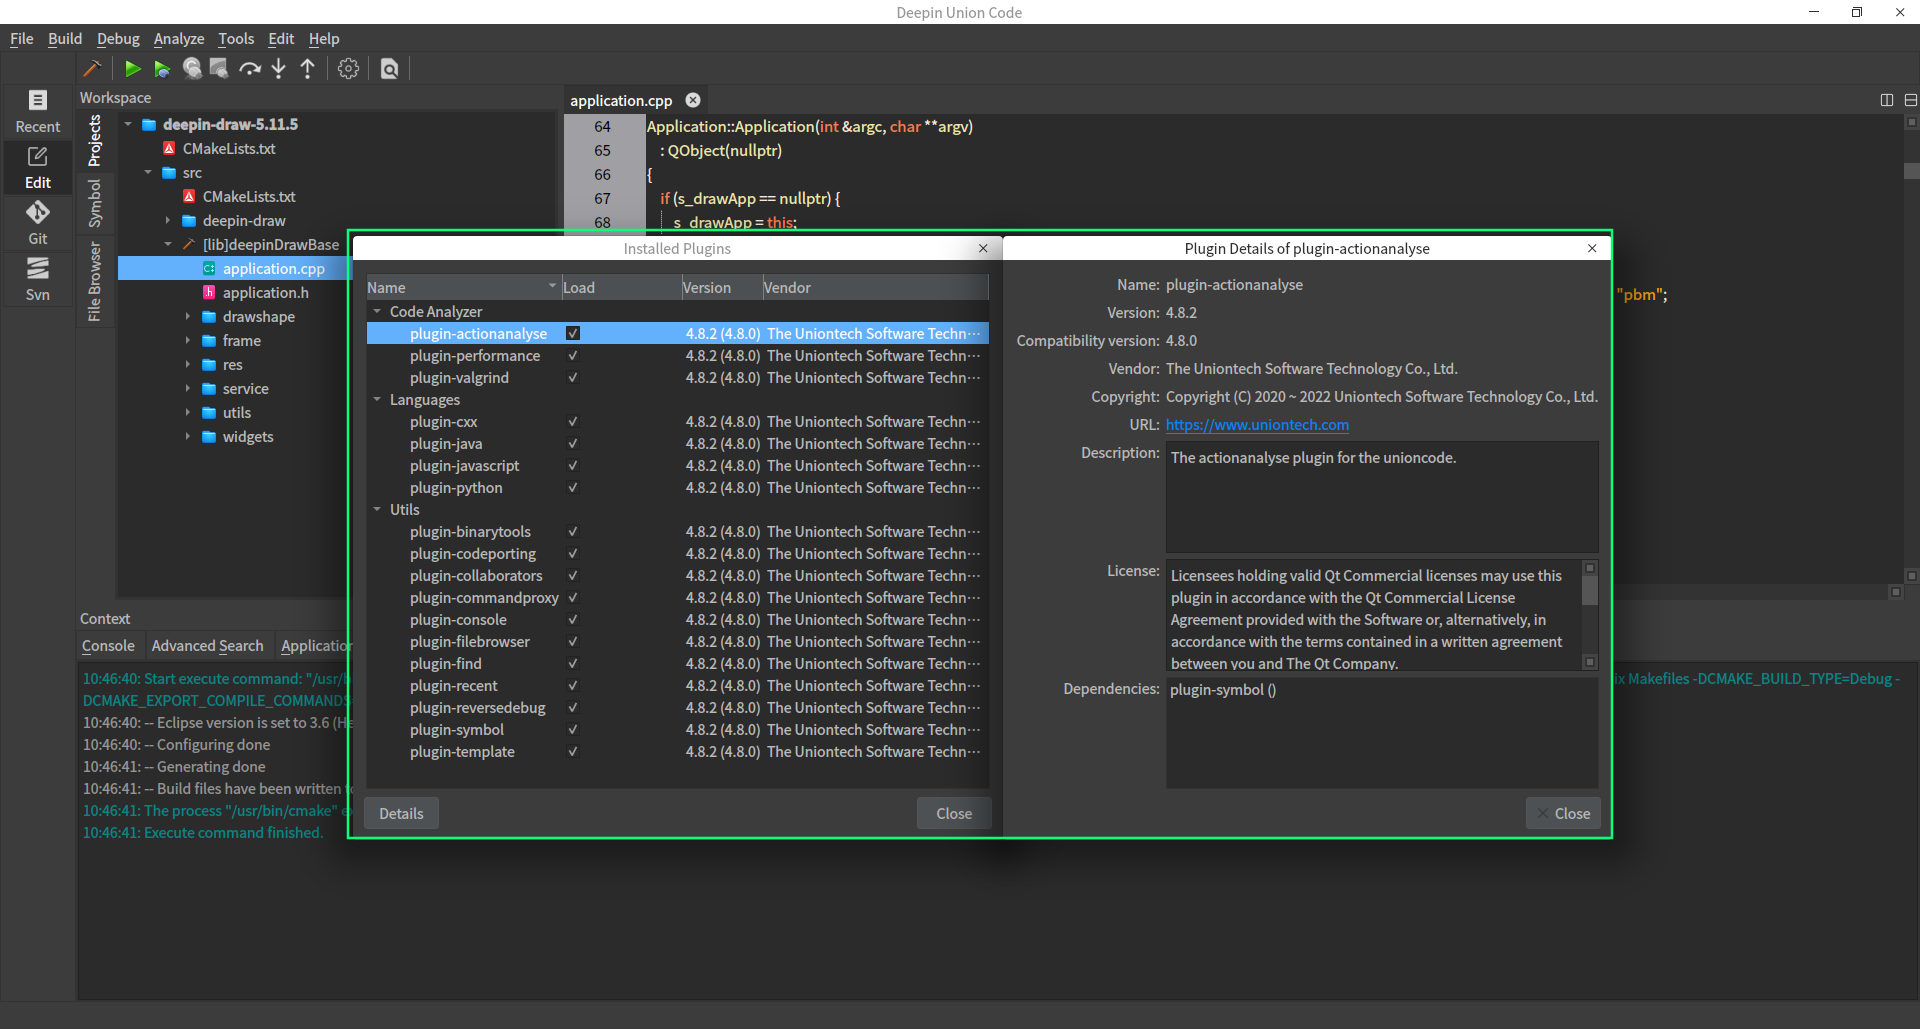 Deepin Union Code
File Build Debug Analyze Tools Edit Help
Recent
Edit
Git
Svn
Workspace
Projects
Symbol
File Browser
deepin-draw-5.11.5
CMakeLists.txt
src
CMakeLists.txt
deepin-draw
[lib]deepinDrawBase
application.cpp
application.h
drawshape
frame
res
service
utils
widgets
application.cpp
64 Application::Application(int &argc, char **argv)
65 : QObject(nullptr)
66 {
67 if (s_drawApp == nullptr) {
68 s_drawApp = this;
"pbm";
Installed Plugins
Name Load Version Vendor
Code Analyzer
plugin-actionanalyse ✓ 4.8.2 (4.8.0) The Uniontech Software Techn···
plugin-performance ✓ 4.8.2 (4.8.0) The Uniontech Software Techn···
plugin-valgrind ✓ 4.8.2 (4.8.0) The Uniontech Software Techn···
Languages
plugin-cxx ✓ 4.8.2 (4.8.0) The Uniontech Software Techn···
plugin-java ✓ 4.8.2 (4.8.0) The Uniontech Software Techn···
plugin-javascript ✓ 4.8.2 (4.8.0) The Uniontech Software Techn···
plugin-python ✓ 4.8.2 (4.8.0) The Uniontech Software Techn···
Utils
plugin-binarytools ✓ 4.8.2 (4.8.0) The Uniontech Software Techn···
plugin-codeporting ✓ 4.8.2 (4.8.0) The Uniontech Software Techn···
plugin-collaborators ✓ 4.8.2 (4.8.0) The Uniontech Software Techn···
plugin-commandproxy ✓ 4.8.2 (4.8.0) The Uniontech Software Techn···
plugin-console ✓ 4.8.2 (4.8.0) The Uniontech Software Techn···
plugin-filebrowser ✓ 4.8.2 (4.8.0) The Uniontech Software Techn···
plugin-find ✓ 4.8.2 (4.8.0) The Uniontech Software Techn···
plugin-recent ✓ 4.8.2 (4.8.0) The Uniontech Software Techn···
plugin-reversedebug ✓ 4.8.2 (4.8.0) The Uniontech Software Techn···
plugin-symbol ✓ 4.8.2 (4.8.0) The Uniontech Software Techn···
plugin-template ✓ 4.8.2 (4.8.0) The Uniontech Software Techn···
Details Close
Plugin Details of plugin-actionanalyse
Name: plugin-actionanalyse
Version: 4.8.2
Compatibility version: 4.8.0
Vendor: The Uniontech Software Technology Co., Ltd.
Copyright: Copyright (C) 2020 ~ 2022 Uniontech Software Technology Co., Ltd.
URL: https://www.uniontech.com
Description: The actionanalyse plugin for the unioncode.
License: Licensees holding valid Qt Commercial licenses may use this
plugin in accordance with the Qt Commercial License
Agreement provided with the Software or, alternatively, in
accordance with the terms contained in a written agreement
between you and The Qt Company.
Dependencies: plugin-symbol ()
Close
Context
Console Advanced Search Application
10:46:40: Start execute command: "/usr/b ix Makefiles -DCMAKE_BUILD_TYPE=Debug -
DCMAKE_EXPORT_COMPILE_COMMANDS
10:46:40: -- Eclipse version is set to 3.6 (He
10:46:40: -- Configuring done
10:46:41: -- Generating done
10:46:41: -- Build files have been written
10:46:41: The process "/usr/bin/cmake"
10:46:41: Execute command finished.